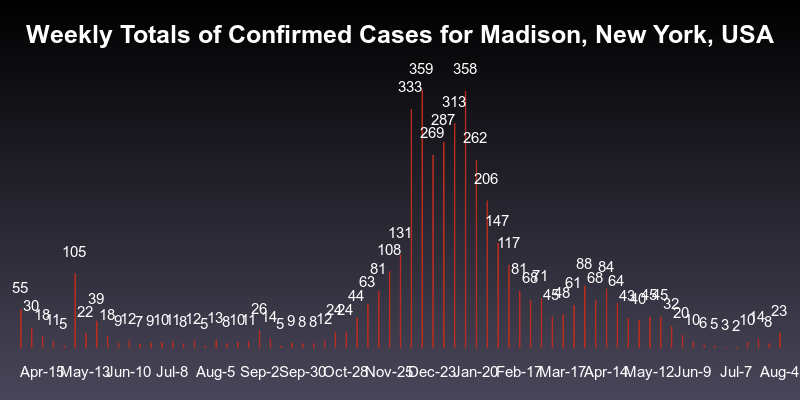 Weekly Totals of Confirmed Cases for Madison, New York, USA
55 30 18 11 5 105 22 39 18 9 12 7 9 10 11 8 12 5 13 8 10 11 26 14 5 9 8 8 12 24 24 44 63 81 108 131 333 359 269 287 313 358 262 206 147 117 81 68 71 45 48 61 88 68 84 64 43 40 45 45 32 20 10 6 5 3 2 10 14 8 23
Apr-15 May-13 Jun-10 Jul-8 Aug-5 Sep-2 Sep-30 Oct-28 Nov-25 Dec-23 Jan-20 Feb-17 Mar-17 Apr-14 May-12 Jun-9 Jul-7 Aug-4